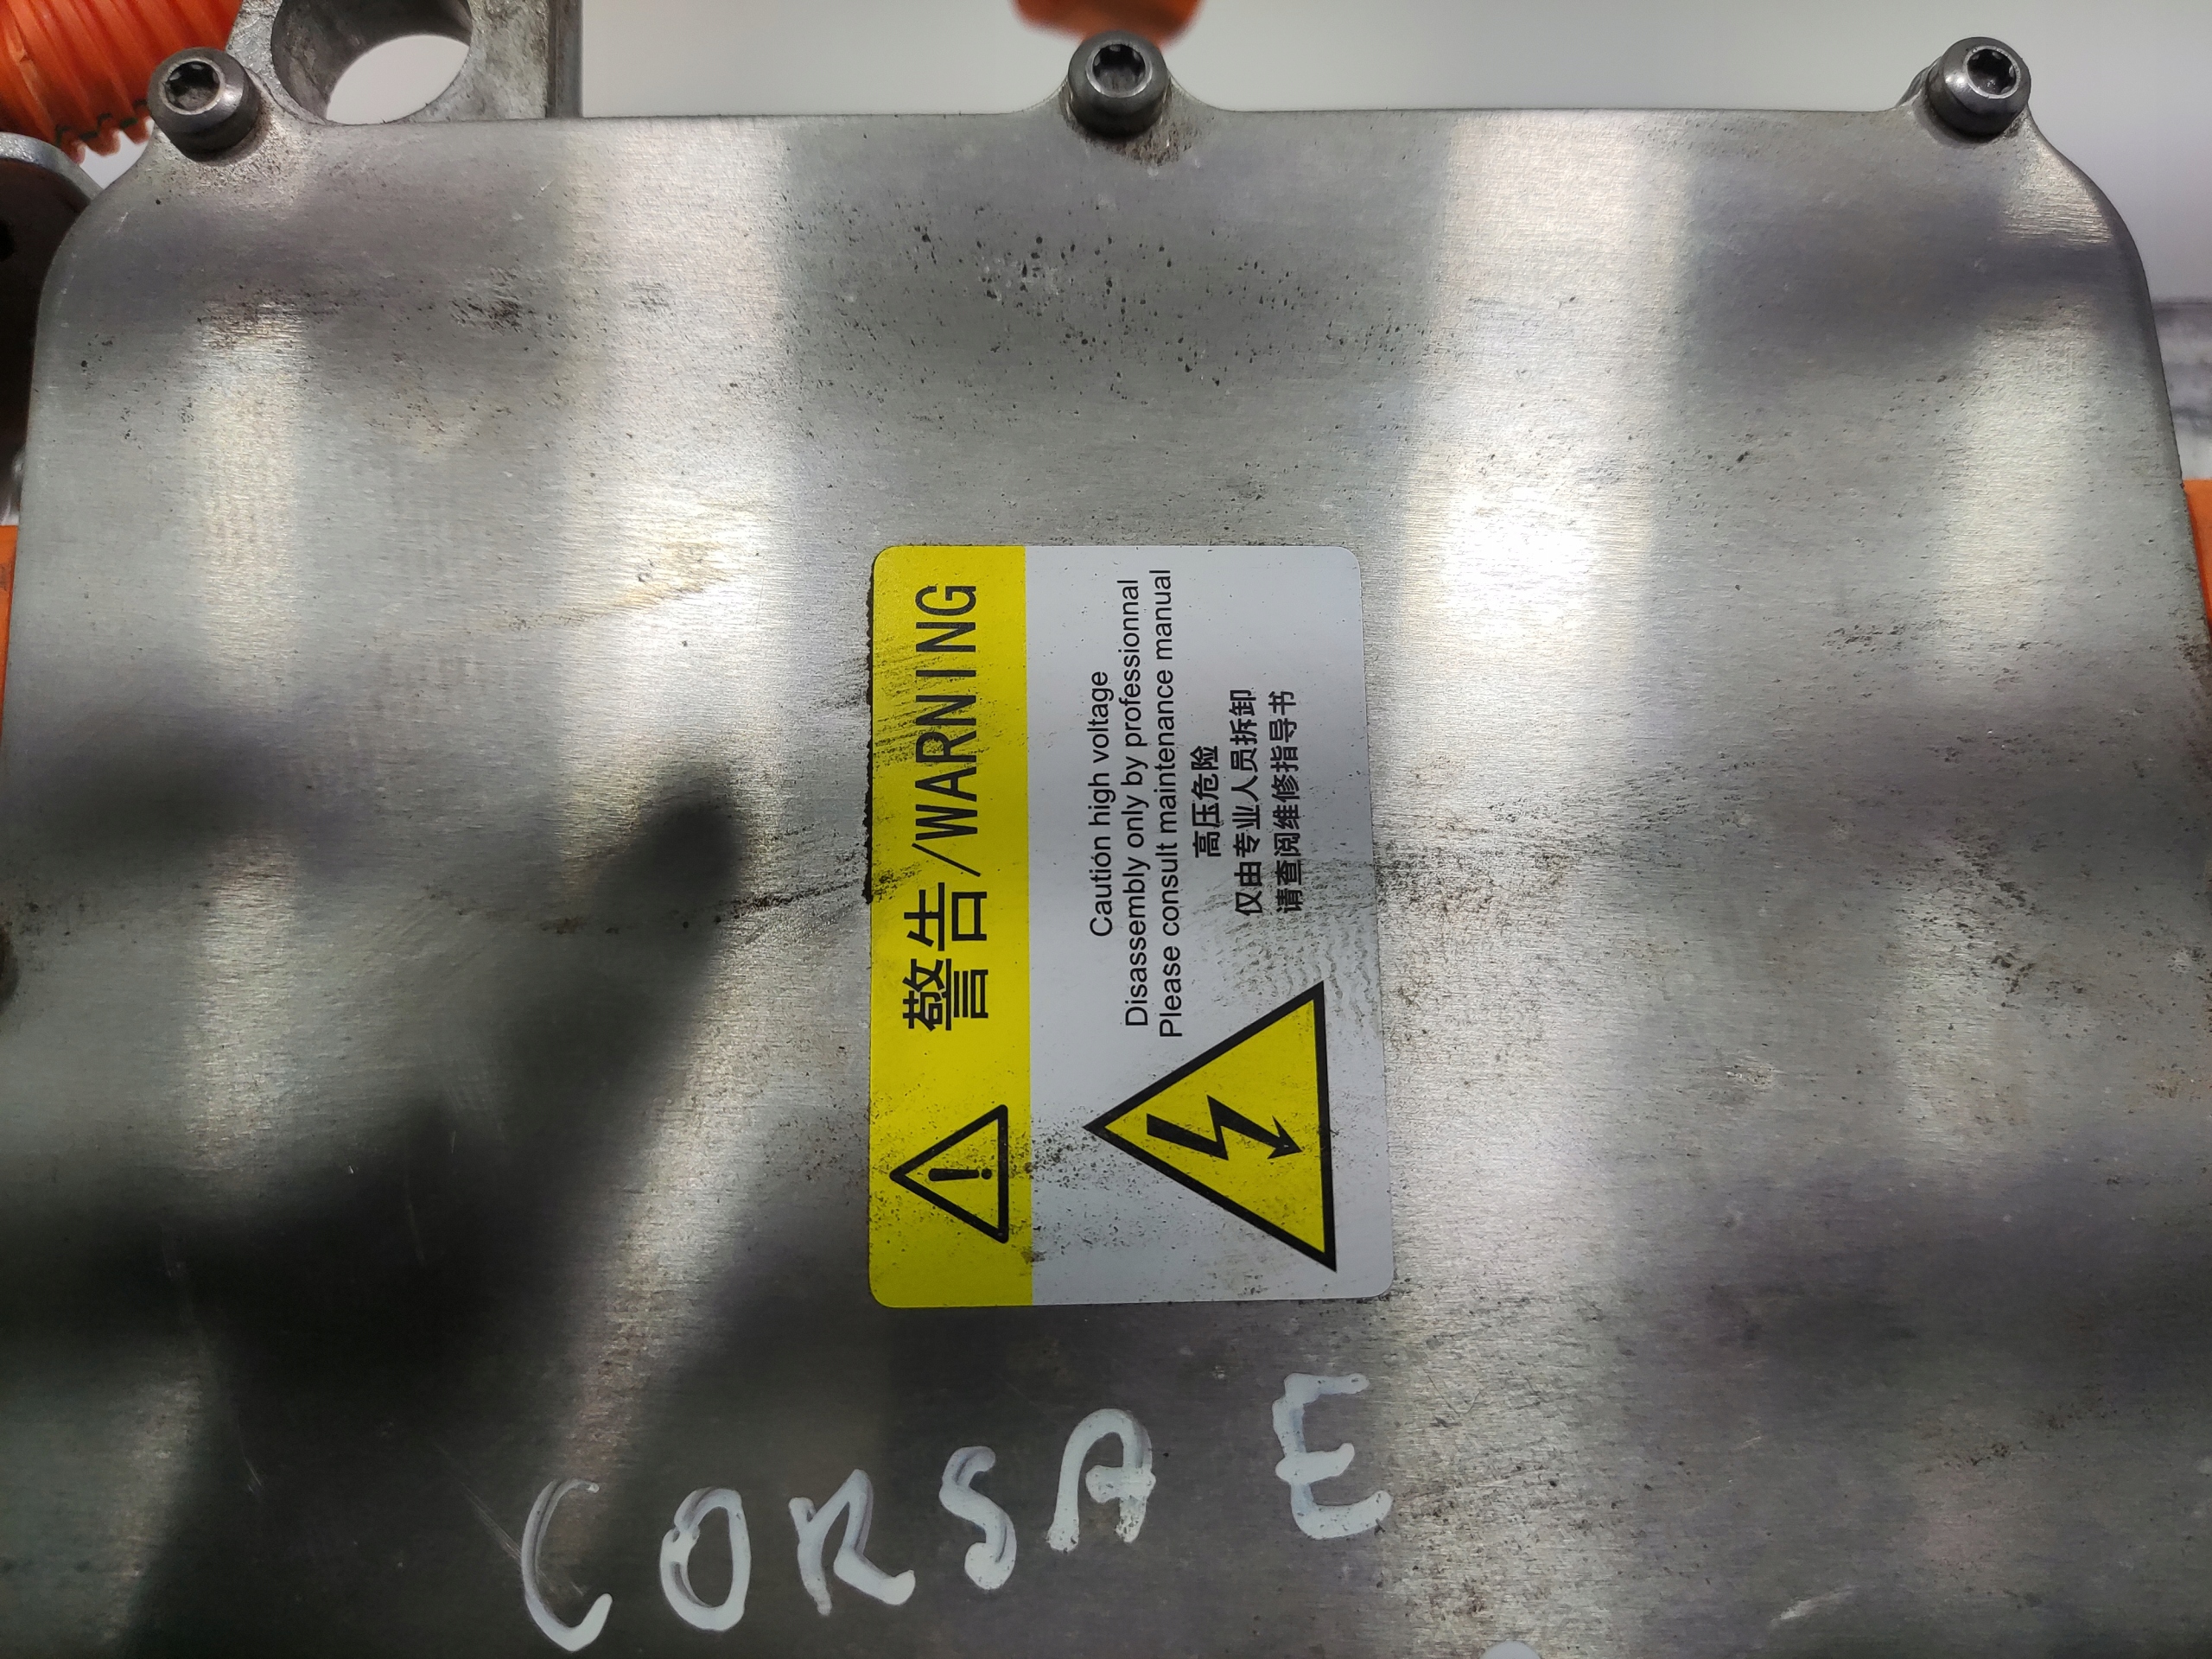 警告/WARNING
Caution high voltage
Disassembly only by professionnal
Please consult maintenance manual
高压危险
仅由专业人员拆卸
请查阅维修指导书
CORSA E